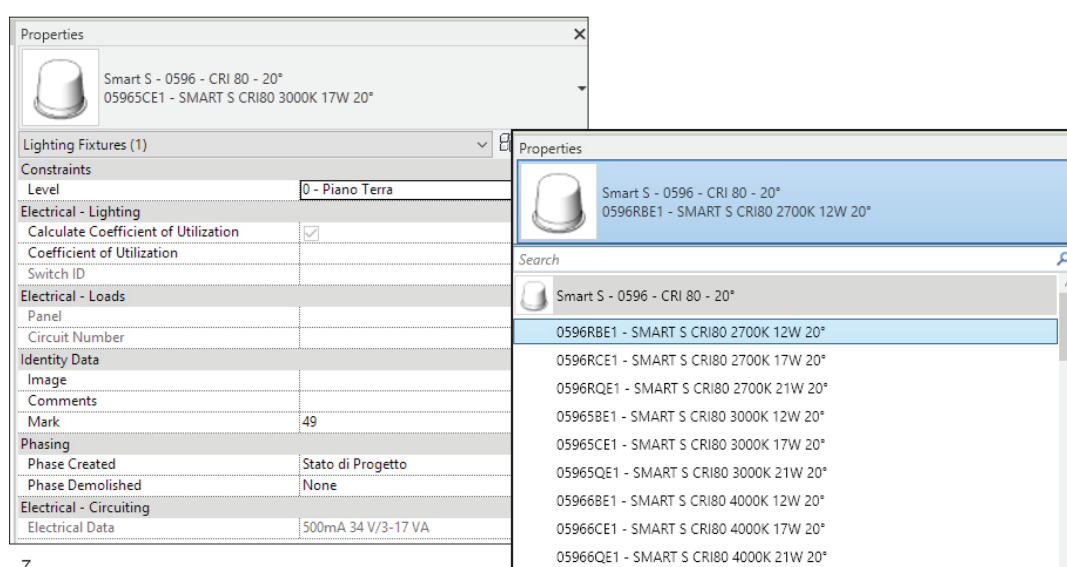 Properties
Smart S - 0596 - CRI 80 - 20°
05965CE1 - SMART S CRI80 3000K 17W 20°
Lighting Fixtures (1)
Constraints
Level 0 - Piano Terra
Electrical - Lighting
Calculate Coefficient of Utilization
Coefficient of Utilization
Switch ID
Electrical - Loads
Panel
Circuit Number
Identity Data
Image
Comments
Mark 49
Phasing
Phase Created Stato di Progetto
Phase Demolished None
Electrical - Circuiting
Electrical Data 500mA 34 V/3-17 VA
Properties
Smart S - 0596 - CRI 80 - 20°
0596RBE1 - SMART S CRI80 2700K 12W 20°
Search
Smart S - 0596 - CRI 80 - 20°
0596RBE1 - SMART S CRI80 2700K 12W 20°
0596RCE1 - SMART S CRI80 2700K 17W 20°
0596RQE1 - SMART S CRI80 2700K 21W 20°
05965BE1 - SMART S CRI80 3000K 12W 20°
05965CE1 - SMART S CRI80 3000K 17W 20°
05965QE1 - SMART S CRI80 3000K 21W 20°
05966BE1 - SMART S CRI80 4000K 12W 20°
05966CE1 - SMART S CRI80 4000K 17W 20°
05966QE1 - SMART S CRI80 4000K 21W 20°